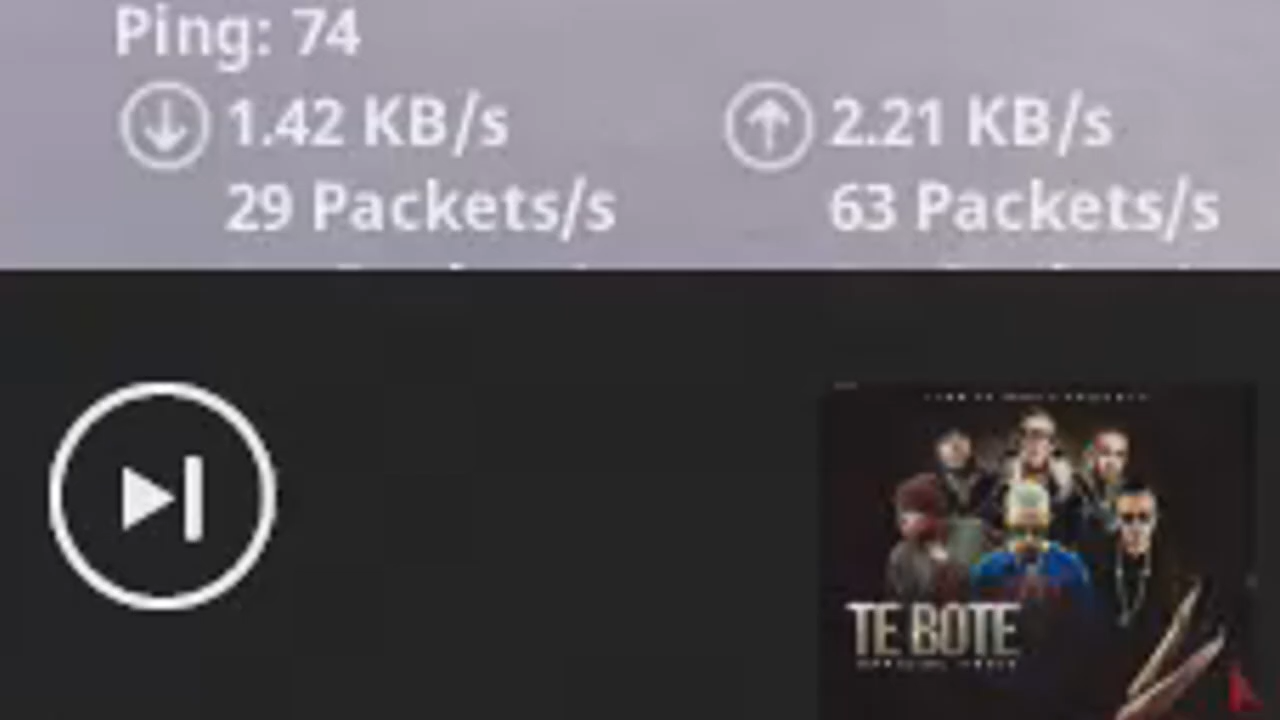 Ping: 74
1.42 KB/s
2.21 KB/s
29 Packets/s
63 Packets/s
TE BOTE